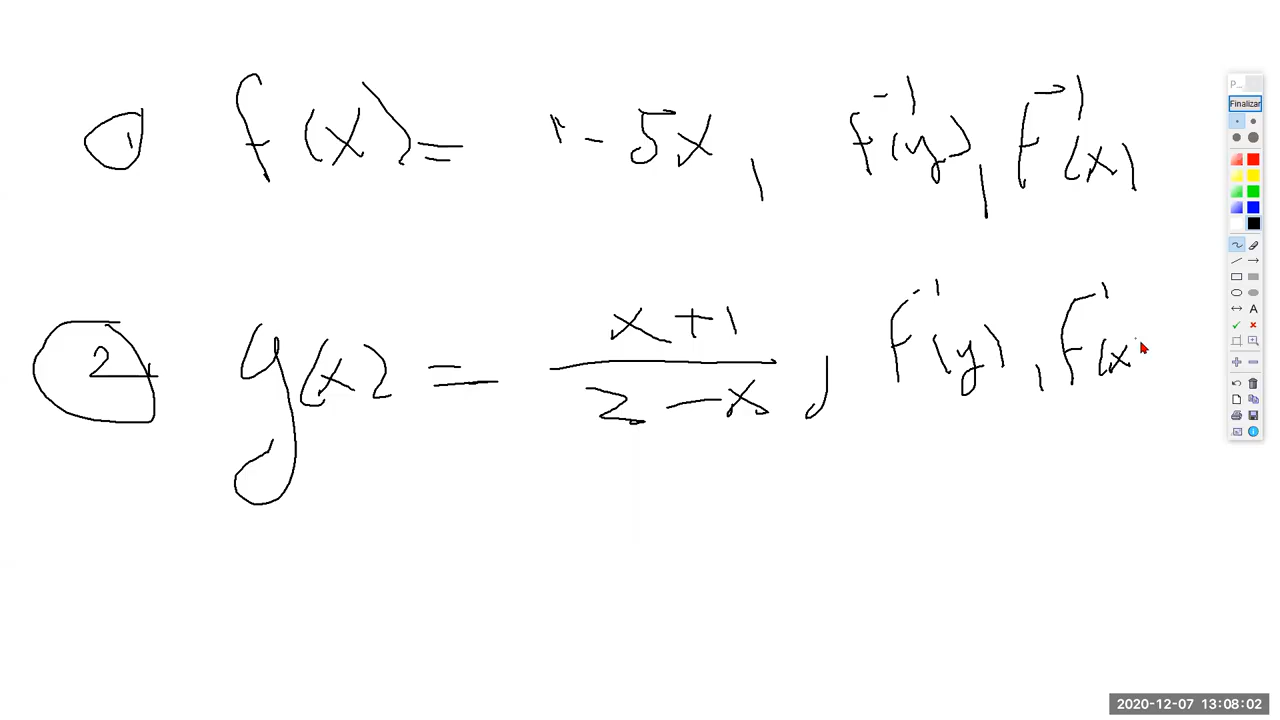 ① f(x) = 1 - 5x, f⁻¹(y), f⁻¹(x)
② g(x) = (x+1)/(2-x), f⁻¹(y), f⁻¹(x
P...
Finalizar
A
2020-12-07 13:08:02